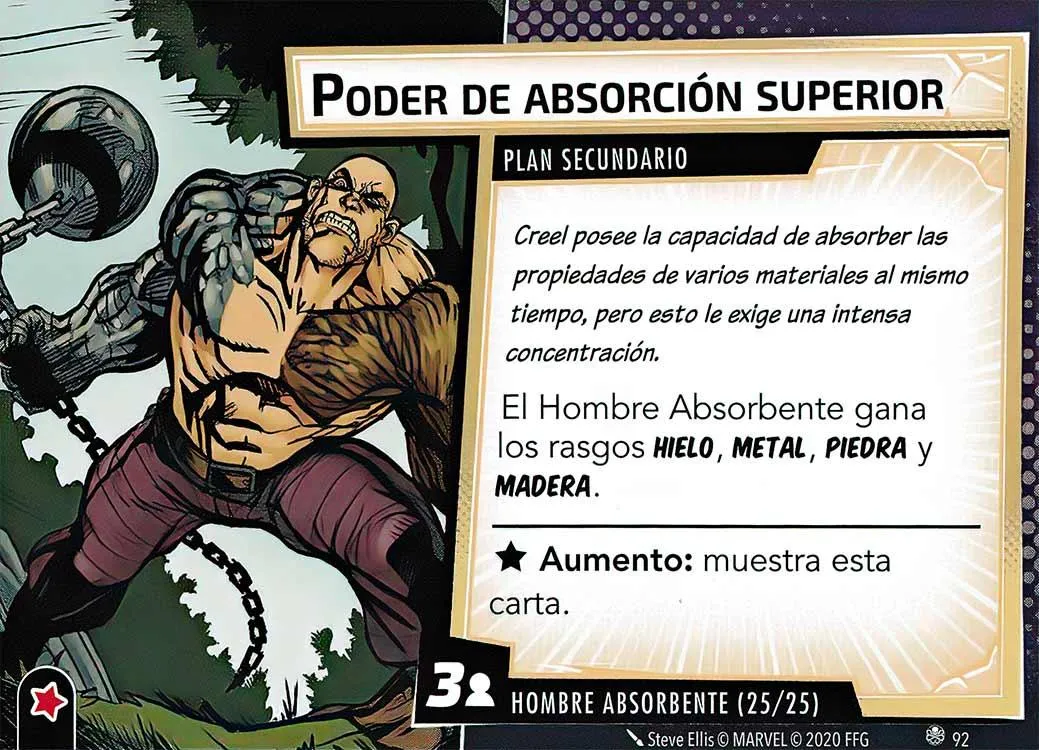 PODER DE ABSORCIÓN SUPERIOR
PLAN SECUNDARIO
Creel posee la capacidad de absorber las
propiedades de varios materiales al mismo
tiempo, pero esto le exige una intensa
concentración.
El Hombre Absorbente gana
los rasgos HIELO, METAL, PIEDRA y
MADERA.
★ Aumento: muestra esta
carta.
3
HOMBRE ABSORBENTE (25/25)
Steve Ellis © MARVEL © 2020 FFG
92